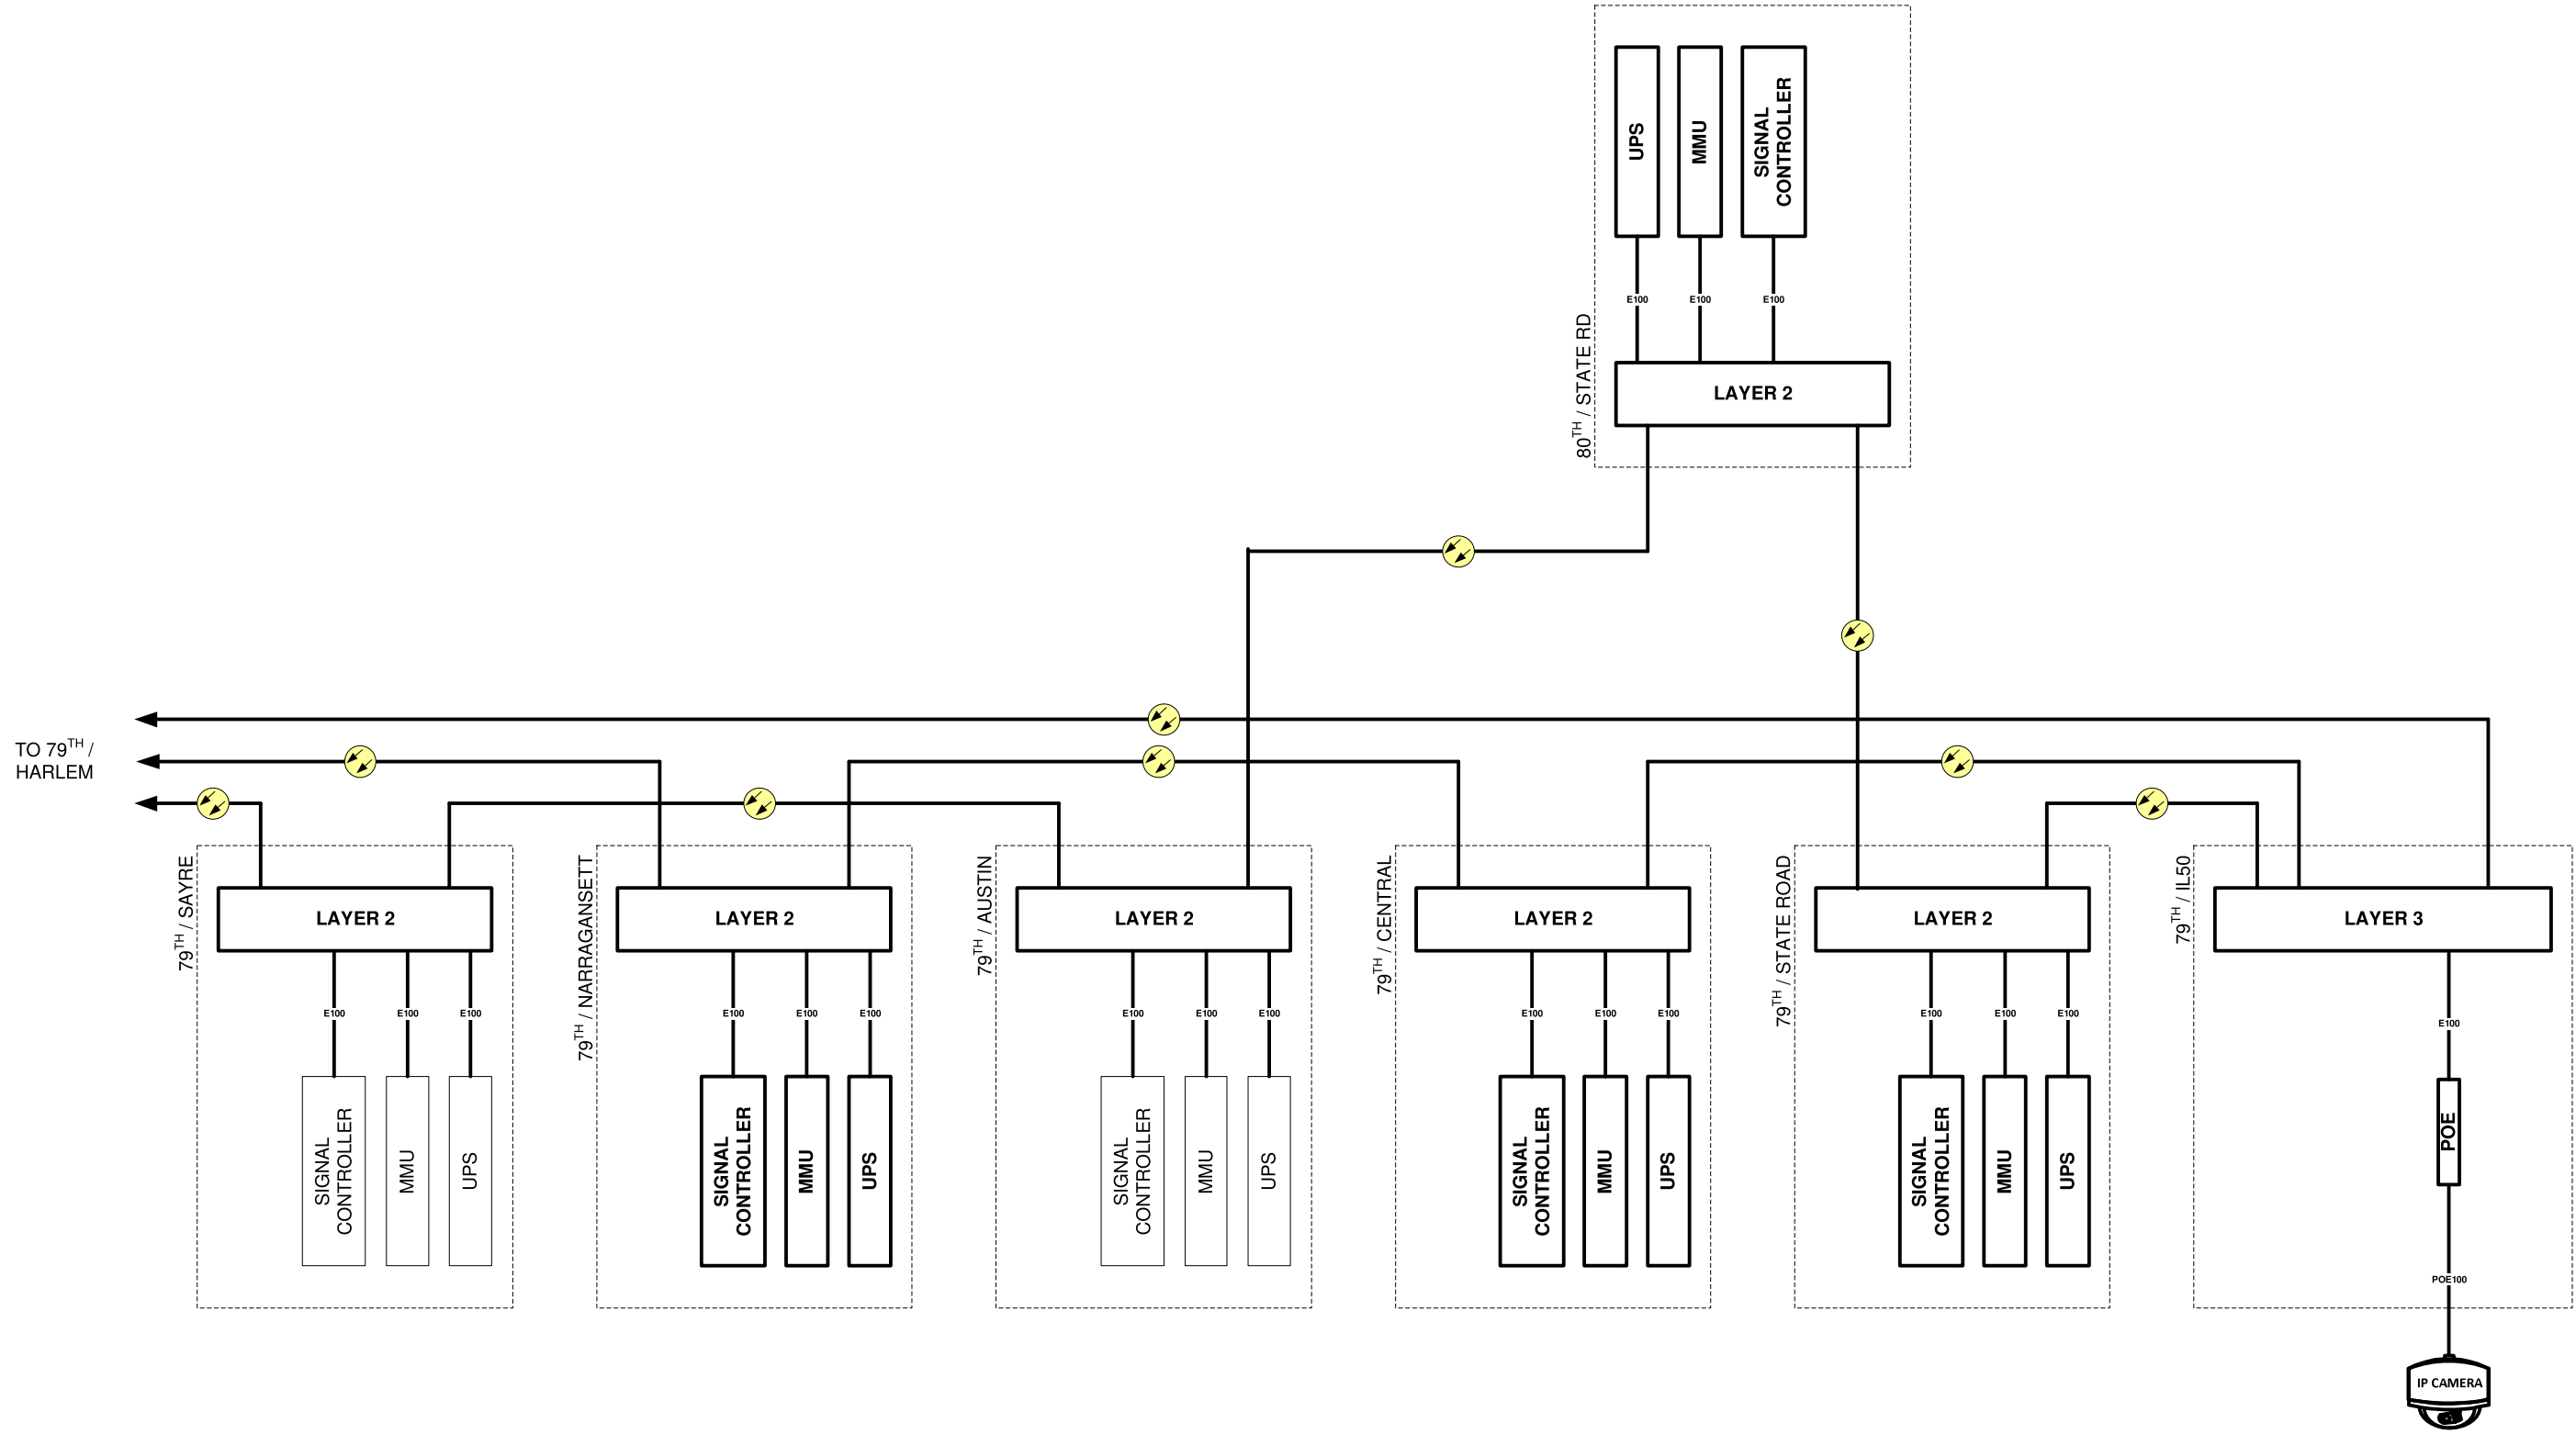 UPS
MMU
SIGNAL
CONTROLLER
E100
E100
E100
80TH / STATE RD
LAYER 2
TO 79TH /
HARLEM
79TH / SAYRE
LAYER 2
E100
E100
E100
SIGNAL
CONTROLLER
MMU
UPS
79TH / NARRAGANSETT
LAYER 2
E100
E100
E100
SIGNAL
CONTROLLER
MMU
UPS
79TH / AUSTIN
LAYER 2
E100
E100
E100
SIGNAL
CONTROLLER
MMU
UPS
79TH / CENTRAL
LAYER 2
E100
E100
E100
SIGNAL
CONTROLLER
MMU
UPS
79TH / STATE ROAD
LAYER 2
E100
E100
E100
SIGNAL
CONTROLLER
MMU
UPS
79TH / IL50
LAYER 3
E100
POE
POE100
IP CAMERA